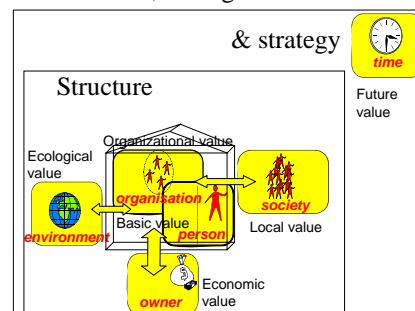 & strategy
time
Future
value
Structure
Organizational value
Ecological
value
organisation
society
environment
Basic value
person
Local value
Economic
value
owner